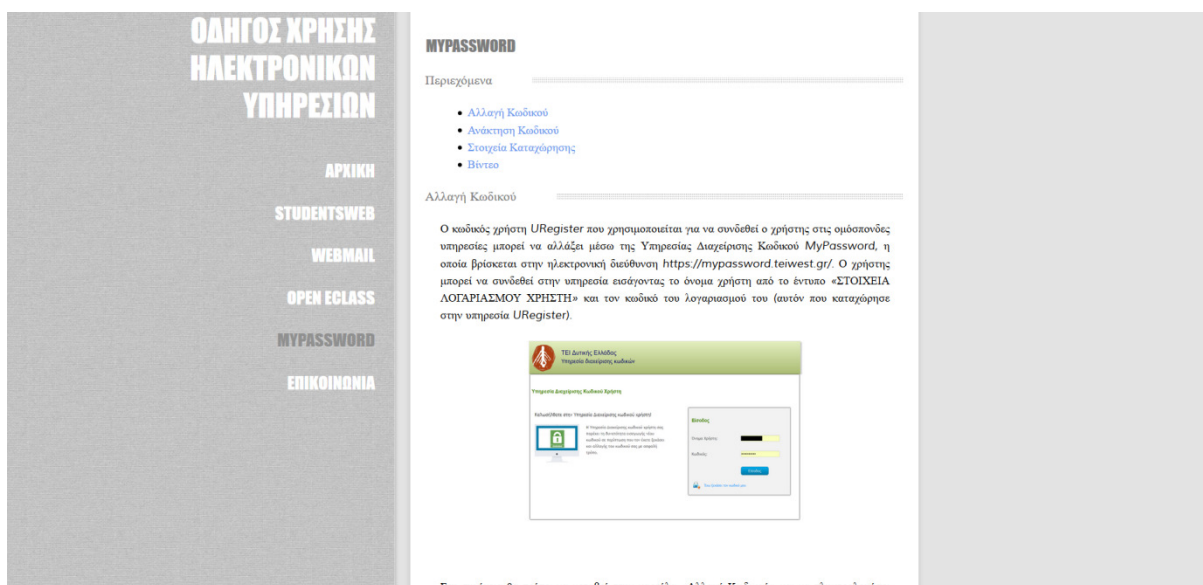 ΟΔΗΓΟΣ ΧΡΗΣΗΣ
ΗΛΕΚΤΡΟΝΙΚΩΝ
ΥΠΗΡΕΣΙΩΝ
ΑΡΧΙΚΗ
STUDENTSWEB
WEBMAIL
OPEN ECLASS
MYPASSWORD
ΕΠΙΚΟΙΝΩΝΙΑ
MYPASSWORD
Περιεχόμενα
Αλλαγή Κωδικού
Ανάκτηση Κωδικού
Στοιχεία Καταχώρησης
Βίντεο
Αλλαγή Κωδικού
Ο κωδικός χρήστη URegister που χρησιμοποιείται για να συνδεθεί ο χρήστης στις ομόσπονδες
υπηρεσίες μπορεί να αλλάξει μέσω της Υπηρεσίας Διαχείρισης Κωδικού MyPassword, η
οποία βρίσκεται στην ηλεκτρονική διεύθυνση https://mypassword.teiwest.gr/. Ο χρήστης
μπορεί να συνδεθεί στην υπηρεσία εισάγοντας το όνομα χρήστη από το έντυπο «ΣΤΟΙΧΕΙΑ
ΛΟΓΑΡΙΑΣΜΟΥ ΧΡΗΣΤΗ» και τον κωδικό του λογαριασμού του (αυτόν που καταχώρησε
στην υπηρεσία URegister).
ΤΕΙ Δυτικής Ελλάδας
Υπηρεσία διαχείρισης κωδικών
Υπηρεσία Διαχείρισης Κωδικού Χρήστη
Καλωσήλθατε στην Υπηρεσία Διαχείρισης κωδικού χρήστη!
Είσοδος
Όνομα Χρήστη:
Κωδικός:
Είσοδος